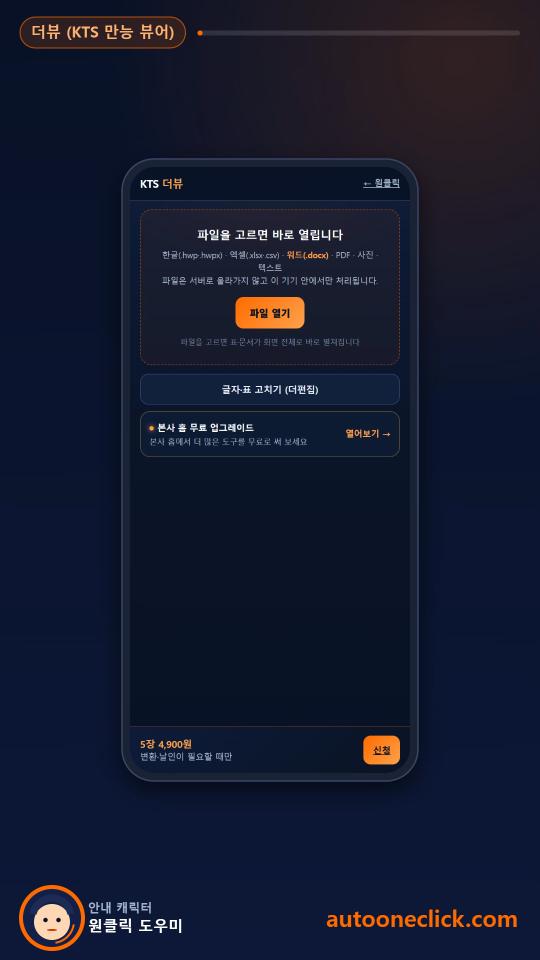 더뷰 (KTS 만능 뷰어)
KTS 더뷰
← 원클릭
파일을 고르면 바로 열립니다
한글(.hwp·.hwpx) · 엑셀(.xlsx·.csv) · 워드(.docx) · PDF · 사진 ·
텍스트
파일은 서버로 올라가지 않고 이 기기 안에서만 처리됩니다.
파일 열기
파일을 고르면 표·문서가 화면 전체로 바로 펼쳐집니다
글자·표 고치기 (더편집)
본사 홈 무료 업그레이드
본사 홈에서 더 많은 도구를 무료로 써 보세요
열어보기 →
5장 4,900원
변환·날인이 필요할 때만
신청
안내 캐릭터
원클릭 도우미
autooneclick.com